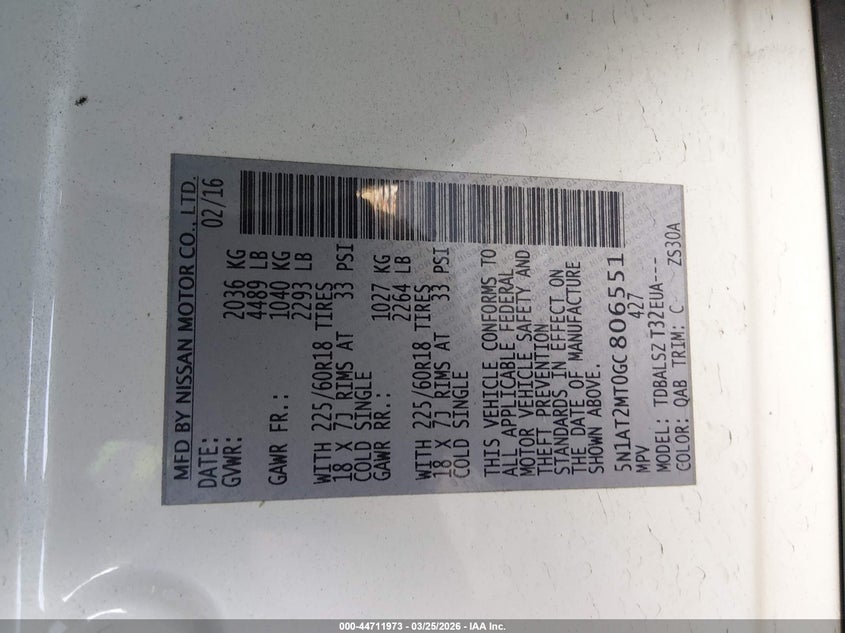 MFD BY NISSAN MOTOR CO., LTD.
DATE: 02/16
GVWR: 2036 KG
4489 LB
GAWR FR.: 1040 KG
2293 LB
WITH 225/60R18 TIRES
18 X 7J RIMS AT 33 PSI
COLD SINGLE
GAWR RR.: 1027 KG
2264 LB
WITH 225/60R18 TIRES
18 X 7J RIMS AT 33 PSI
COLD SINGLE
THIS VEHICLE CONFORMS TO
ALL APPLICABLE FEDERAL
MOTOR VEHICLE SAFETY AND
THEFT PREVENTION
STANDARDS IN EFFECT ON
THE DATE OF MANUFACTURE
SHOWN ABOVE.
5N1AT2MT0GC806551
MPV 427
MODEL: TDBALSZ T32EUA---
COLOR: QAB TRIM: C ZS30A
000-44711973 - 03/25/2026 - IAA Inc.